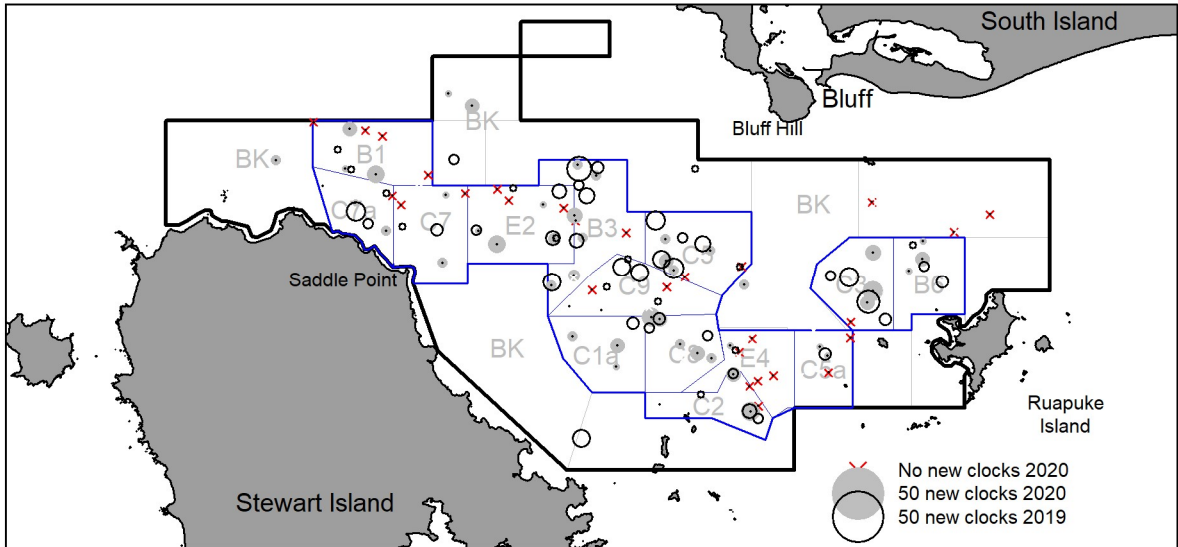 South Island
Bluff
Bluff Hill
BK
BK
B1
BK
C7a
C7
E2
B3
C5
C3
B6
Saddle Point
C9
BK
C1a
C8
E4
C5a
C2
Ruapuke
Island
Stewart Island
No new clocks 2020
50 new clocks 2020
50 new clocks 2019